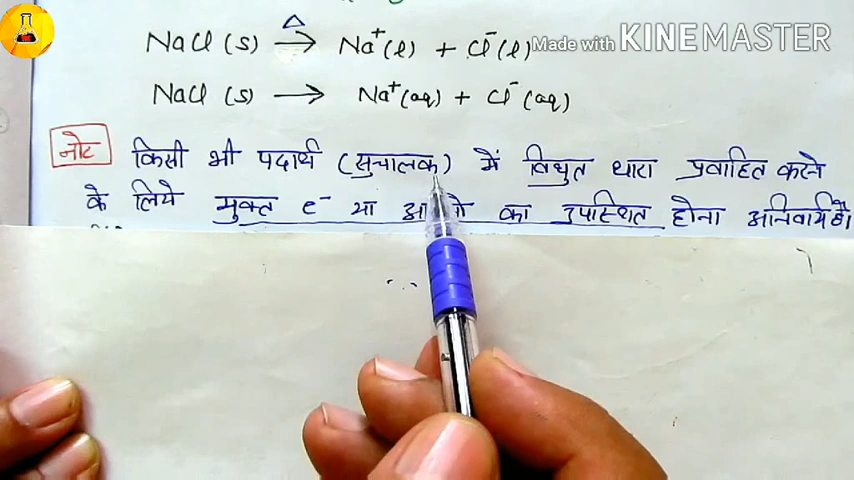 NaCl (s) —Δ→ Na⁺(l) + Cl⁻(l)
Made with KINEMASTER
NaCl (s) → Na⁺(aq) + Cl⁻(aq)
नोट किसी भी पदार्थ (सुचालक) में विधुत धारा प्रवाहित करने
के लिये मुक्त e⁻ या का उपस्थित होना अनिवार्य है।